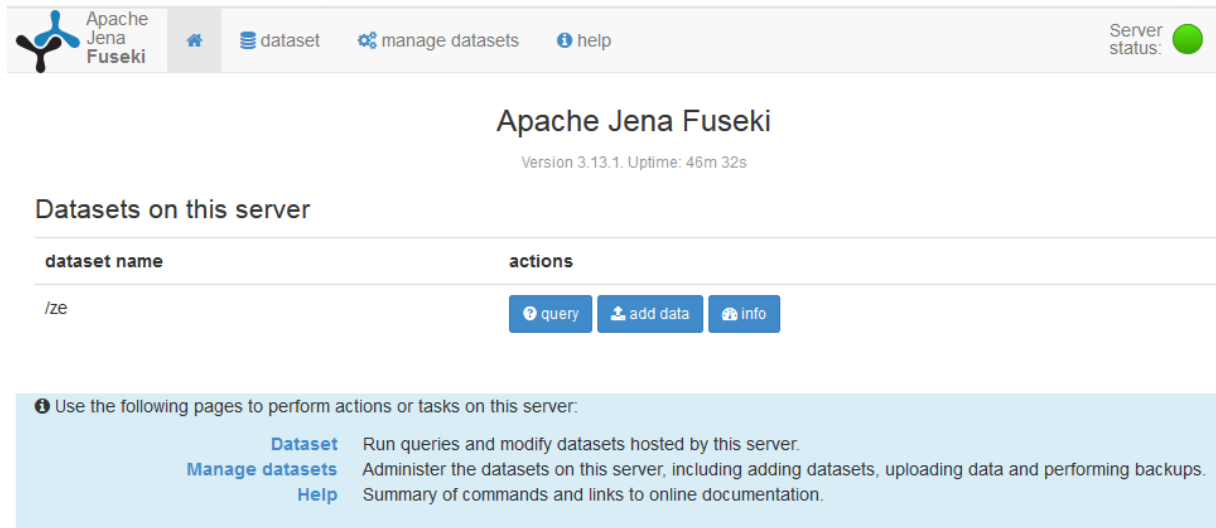 Apache
Jena
Fuseki
dataset
manage datasets
help
Server
status:
Apache Jena Fuseki
Version 3.13.1. Uptime: 46m 32s
Datasets on this server
dataset name actions
/ze query add data info
Use the following pages to perform actions or tasks on this server:
Dataset Run queries and modify datasets hosted by this server.
Manage datasets Administer the datasets on this server, including adding datasets, uploading data and performing backups.
Help Summary of commands and links to online documentation.